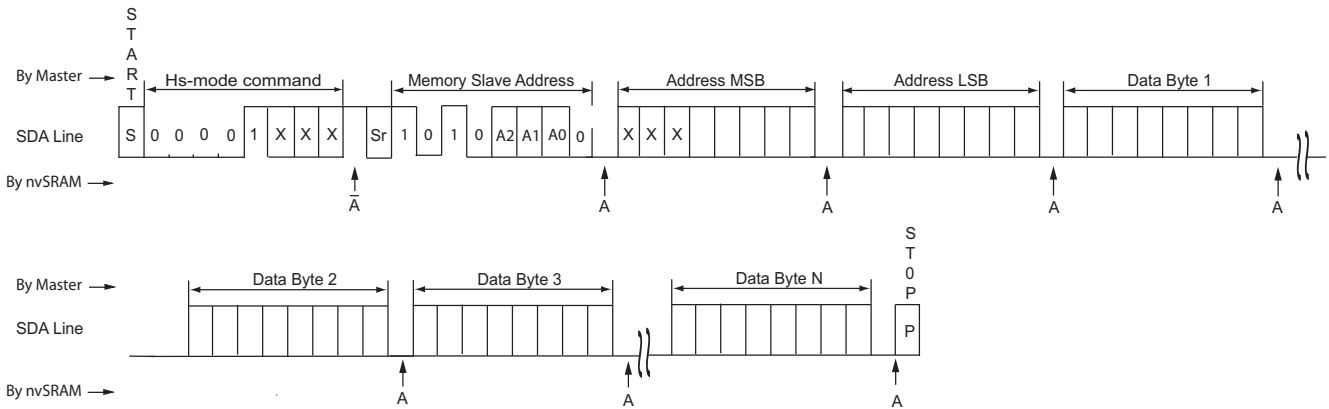 START
By Master
Hs-mode command
Memory Slave Address
Address MSB
Address LSB
Data Byte 1
SDA Line
S 0 0 0 0 1 X X X Sr 1 0 1 0 A2 A1 A0 0 X X X
By nvSRAM
A̅ A A A A
ST0P
By Master
Data Byte 2
Data Byte 3
Data Byte N
SDA Line
P
By nvSRAM
A A A